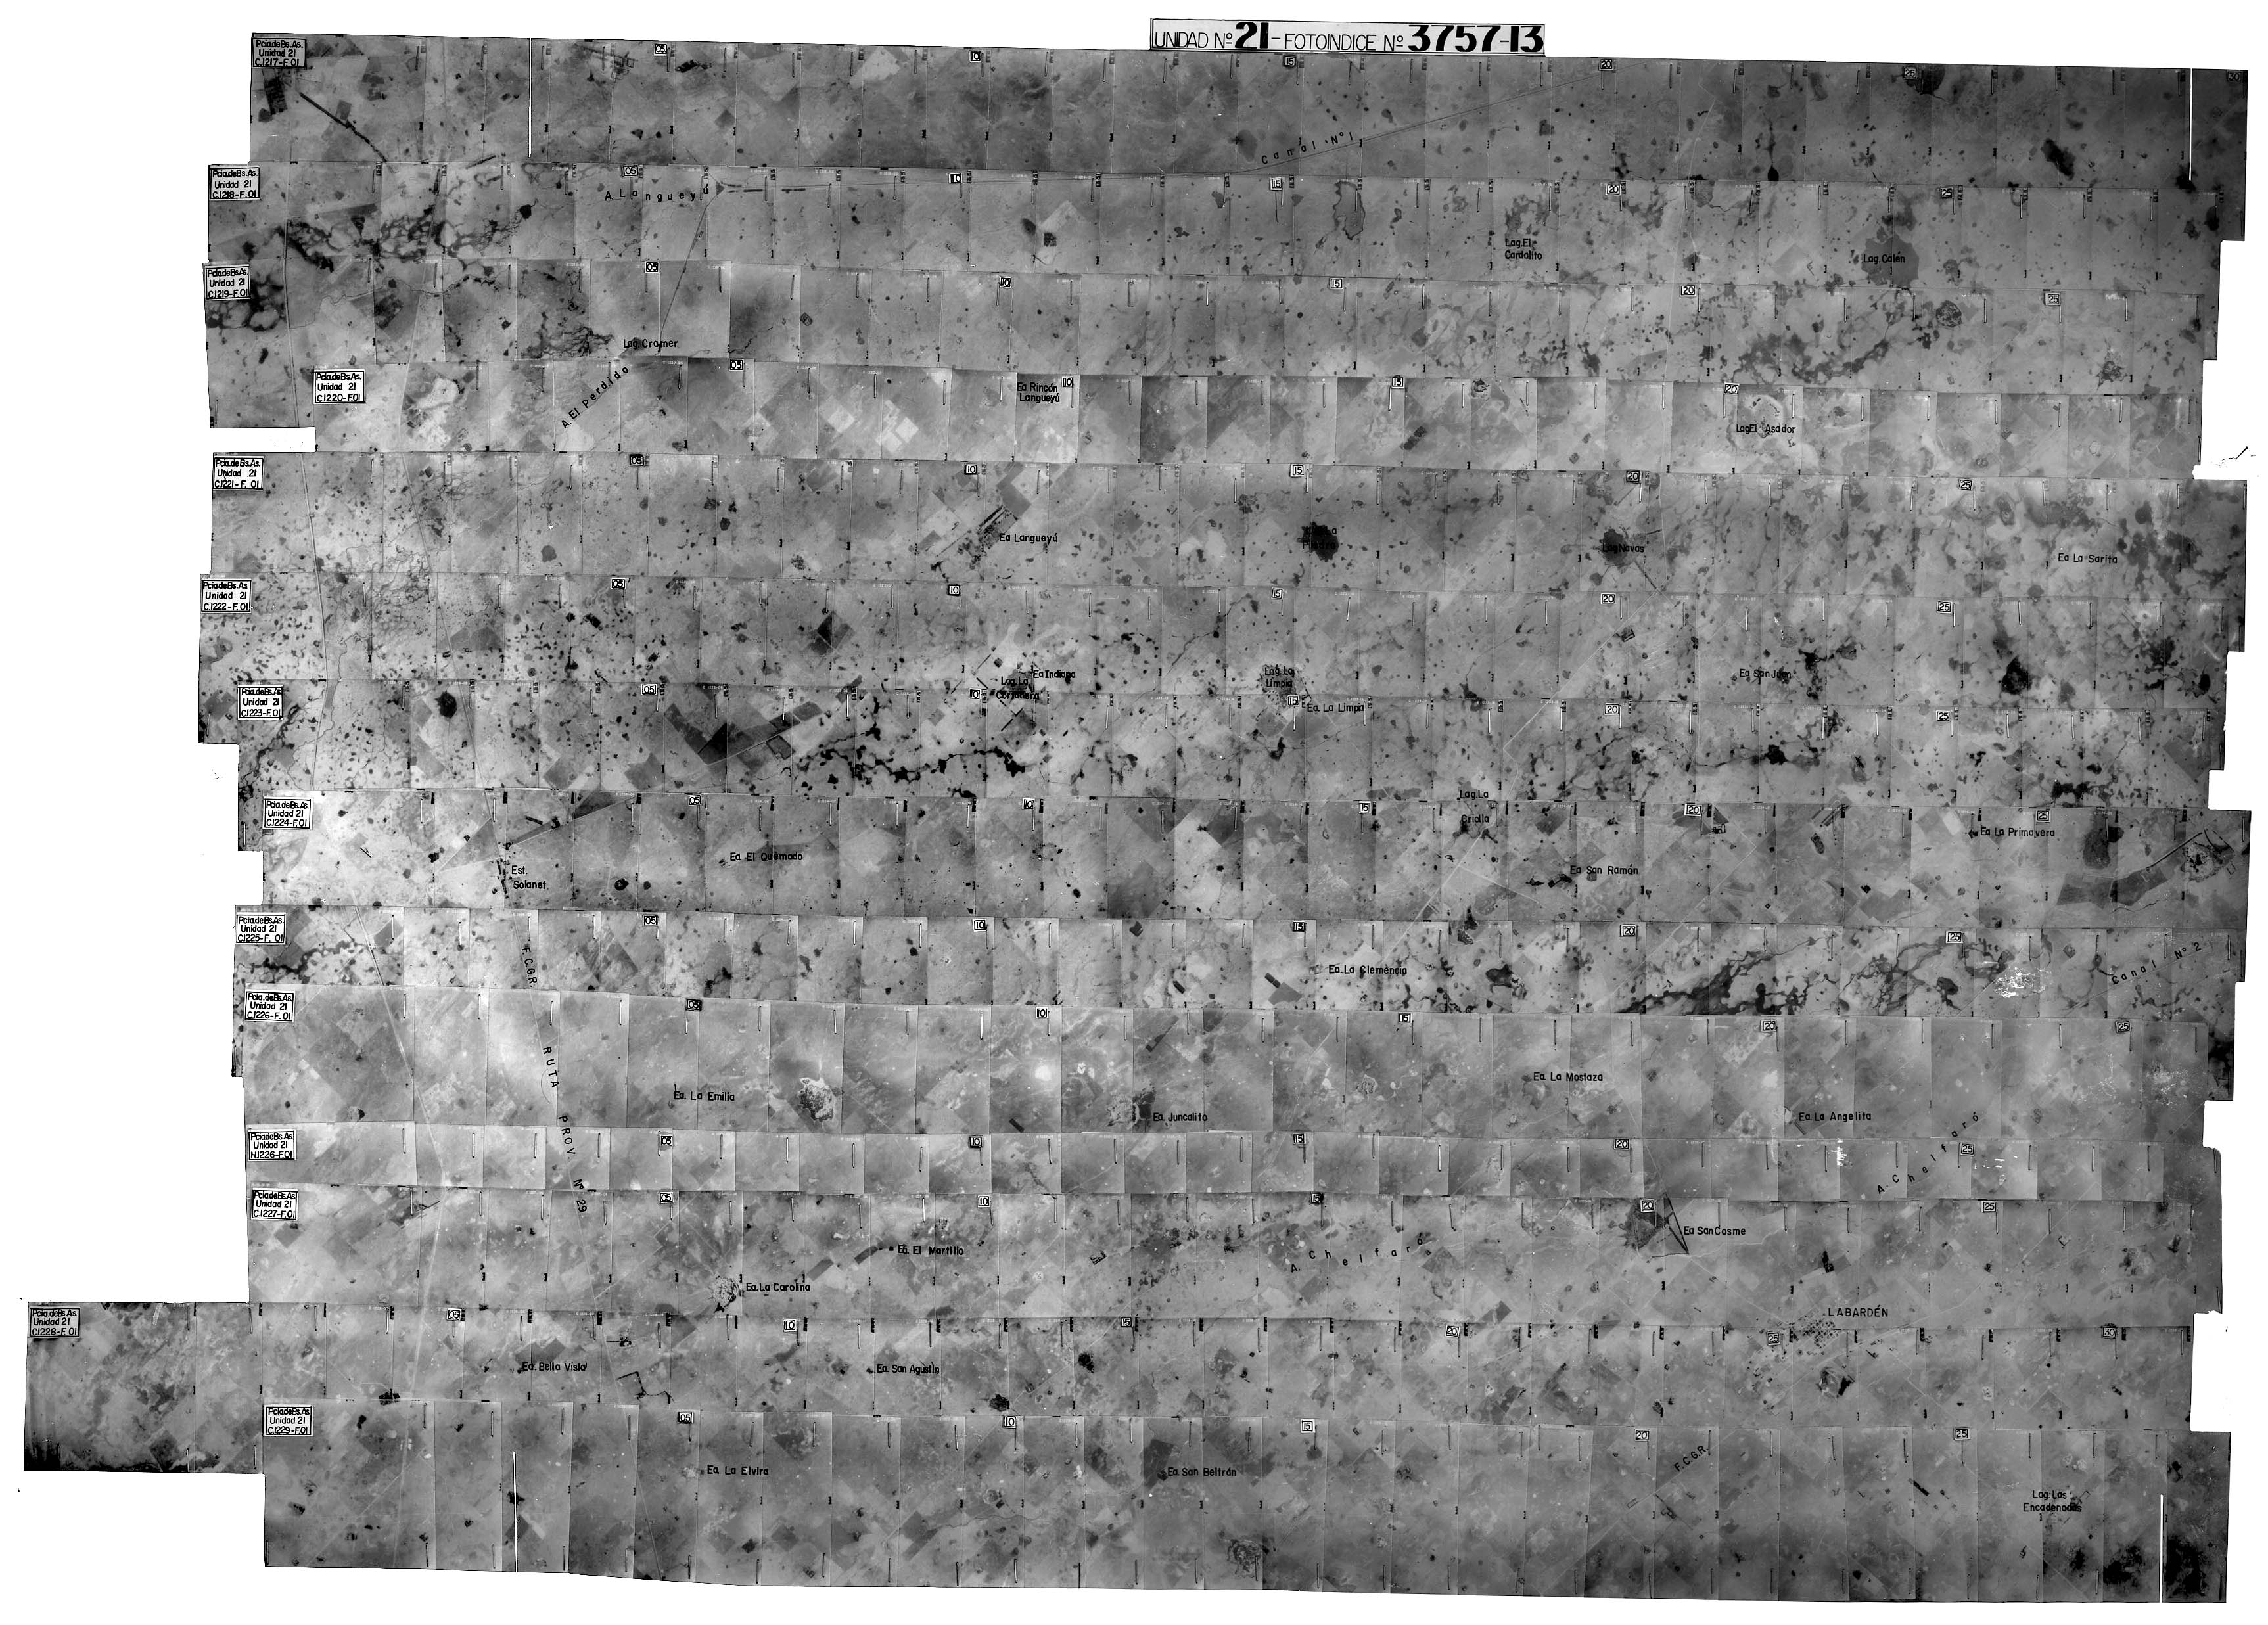 UNIDAD Nº 21 - FOTOINDICE Nº 3757-13
Pcia.de Bs.As.
Unidad 21
C.1217-F.01
05
10
15
20
25
30
Canal Nº 1
Pcia.de Bs.As.
Unidad 21
C.1218-F.01
05
10
15
20
25
A. Languey
Lag. El
Cardalito
Lag. Calen
Pcia.de Bs.As.
Unidad 21
C.1219-F.01
05
10
15
20
25
Lag. Cramer
Pcia.de Bs.As.
Unidad 21
C.1220-F.01
05
10
15
20
A. El Perdido
Ea Rincón
Langueyú
Lag El Asador
Pcia.de Bs.As.
Unidad 21
C.1221-F.01
05
10
15
20
25
Ea Langueyú
Lag. Navas
Ea La Sarita
Pcia.de Bs.As.
Unidad 21
C.1222-F.01
05
10
15
20
25
Ea Indiana
Lag. La
Corladera
Lag. La
Limpia
Ea San Juan
Pcia.de Bs.As.
Unidad 21
C.1223-F.01
05
10
15
20
25
Ea. La Limpia
Lag. La
Criolla
Pcia.de Bs.As.
Unidad 21
C.1224-F.01
05
10
15
20
25
Est.
Solanet.
Ea. El Quemado
Ea San Ramón
Ea La Primavera
Pcia.de Bs.As.
Unidad 21
C.1225-F.01
05
10
15
20
25
F.C.G.R.
Ea. La Clemencia
Canal Nº 2
Pcia.de Bs.As.
Unidad 21
C.1226-F.01
05
10
15
20
25
RUTA PROV. Nº 29
Ea. La Emilia
Ea. Juncalito
Ea. La Mostaza
Ea. La Angelita
Pcia.de Bs.As.
Unidad 21
H.1226-F.01
05
10
15
20
25
A. Chelfaró
Pcia.de Bs.As.
Unidad 21
C.1227-F.01
05
10
15
20
25
Ea. El Martillo
Ea. La Carolina
A. Chelfaró
Ea San Cosme
LABARDÉN
Pcia.de Bs.As.
Unidad 21
C.1228-F.01
05
10
15
20
25
30
Ea. Bella Vista
Ea. San Agustín
Pcia.de Bs.As.
Unidad 21
C.1229-F.01
05
10
15
20
25
Ea. La Elvira
Ea. San Beltrán
F.C.G.R.
Lag. Las
Encadenadas